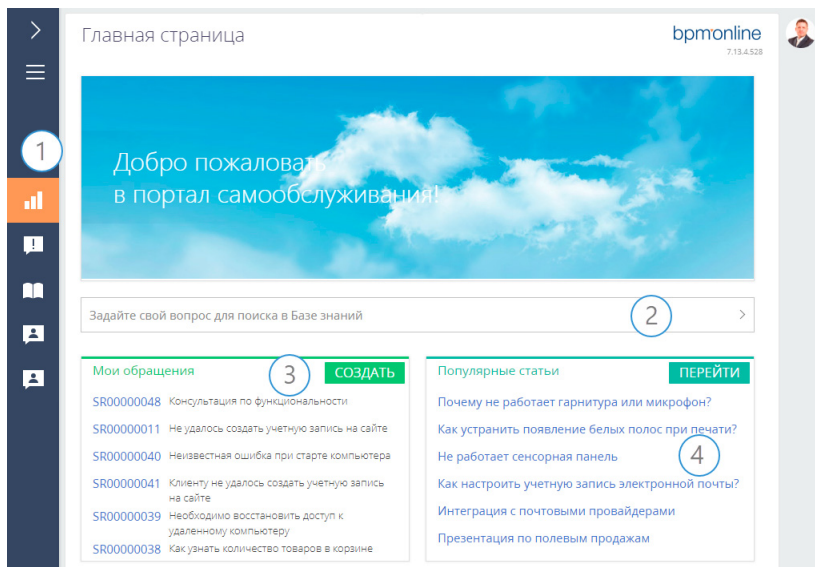 Главная страница
bpm'online
7.13.4.528
1
Добро пожаловать
в портал самообслуживания!
Задайте свой вопрос для поиска в Базе знаний
2
Мои обращения
3
СОЗДАТЬ
SR00000048 Консультация по функциональности
SR00000011 Не удалось создать учетную запись на сайте
SR00000040 Неизвестная ошибка при старте компьютера
SR00000041 Клиенту не удалось создать учетную запись
на сайте
SR00000039 Необходимо восстановить доступ к
удаленному компьютеру
SR00000038 Как узнать количество товаров в корзине
Популярные статьи
ПЕРЕЙТИ
Почему не работает гарнитура или микрофон?
Как устранить появление белых полос при печати?
Не работает сенсорная панель
4
Как настроить учетную запись электронной почты?
Интеграция с почтовыми провайдерами
Презентация по полевым продажам